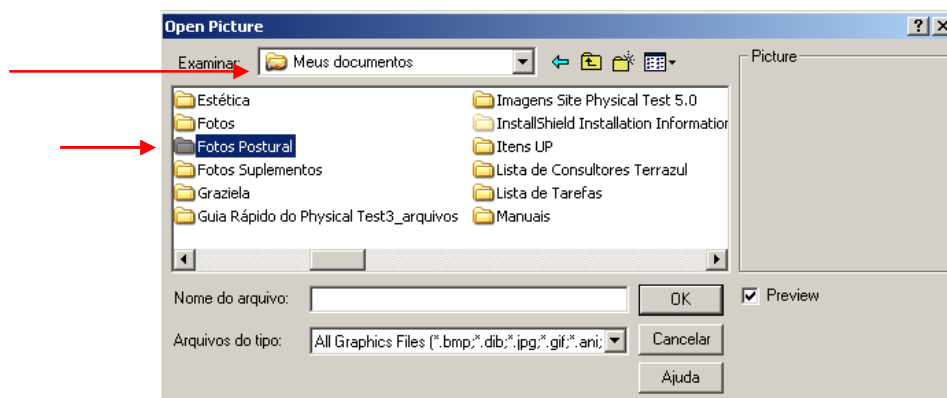 Open Picture
Examinar:
Meus documentos
Picture
Estética
Fotos
Fotos Postural
Fotos Suplementos
Graziela
Guia Rápido do Physical Test3_arquivos
Imagens Site Physical Test 5.0
InstallShield Installation Information
Itens UP
Lista de Consultores Terrazul
Lista de Tarefas
Manuais
Nome do arquivo:
OK
Preview
Arquivos do tipo:
All Graphics Files (*.bmp;*.dib;*.jpg;*.gif;*.ani;
Cancelar
Ajuda